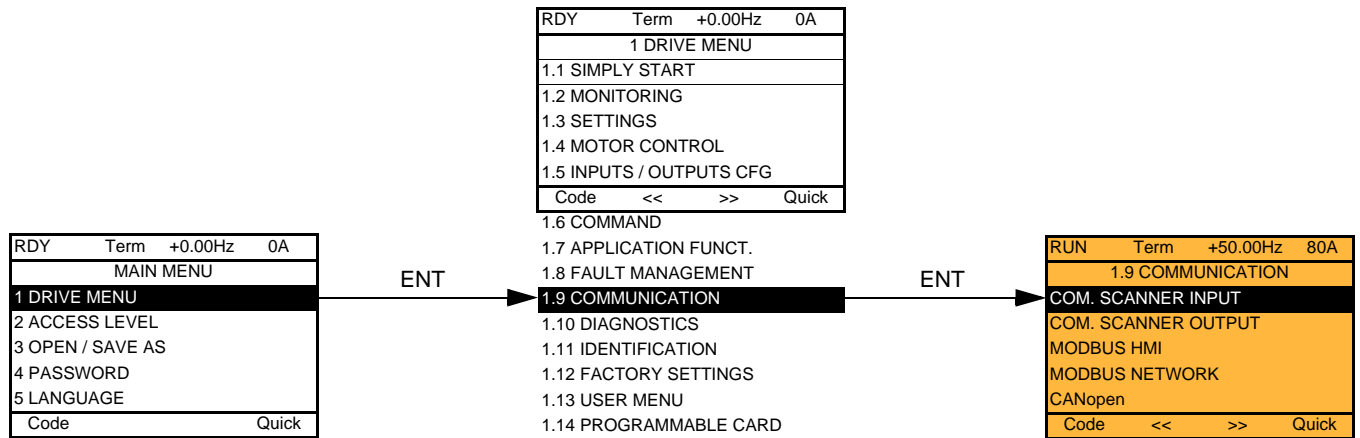 RDY Term +0.00Hz 0A
MAIN MENU
1 DRIVE MENU
2 ACCESS LEVEL
3 OPEN / SAVE AS
4 PASSWORD
5 LANGUAGE
Code Quick
ENT
RDY Term +0.00Hz 0A
1 DRIVE MENU
1.1 SIMPLY START
1.2 MONITORING
1.3 SETTINGS
1.4 MOTOR CONTROL
1.5 INPUTS / OUTPUTS CFG
Code << >> Quick
1.6 COMMAND
1.7 APPLICATION FUNCT.
1.8 FAULT MANAGEMENT
1.9 COMMUNICATION
1.10 DIAGNOSTICS
1.11 IDENTIFICATION
1.12 FACTORY SETTINGS
1.13 USER MENU
1.14 PROGRAMMABLE CARD
ENT
RUN Term +50.00Hz 80A
1.9 COMMUNICATION
COM. SCANNER INPUT
COM. SCANNER OUTPUT
MODBUS HMI
MODBUS NETWORK
CANopen
Code << >> Quick